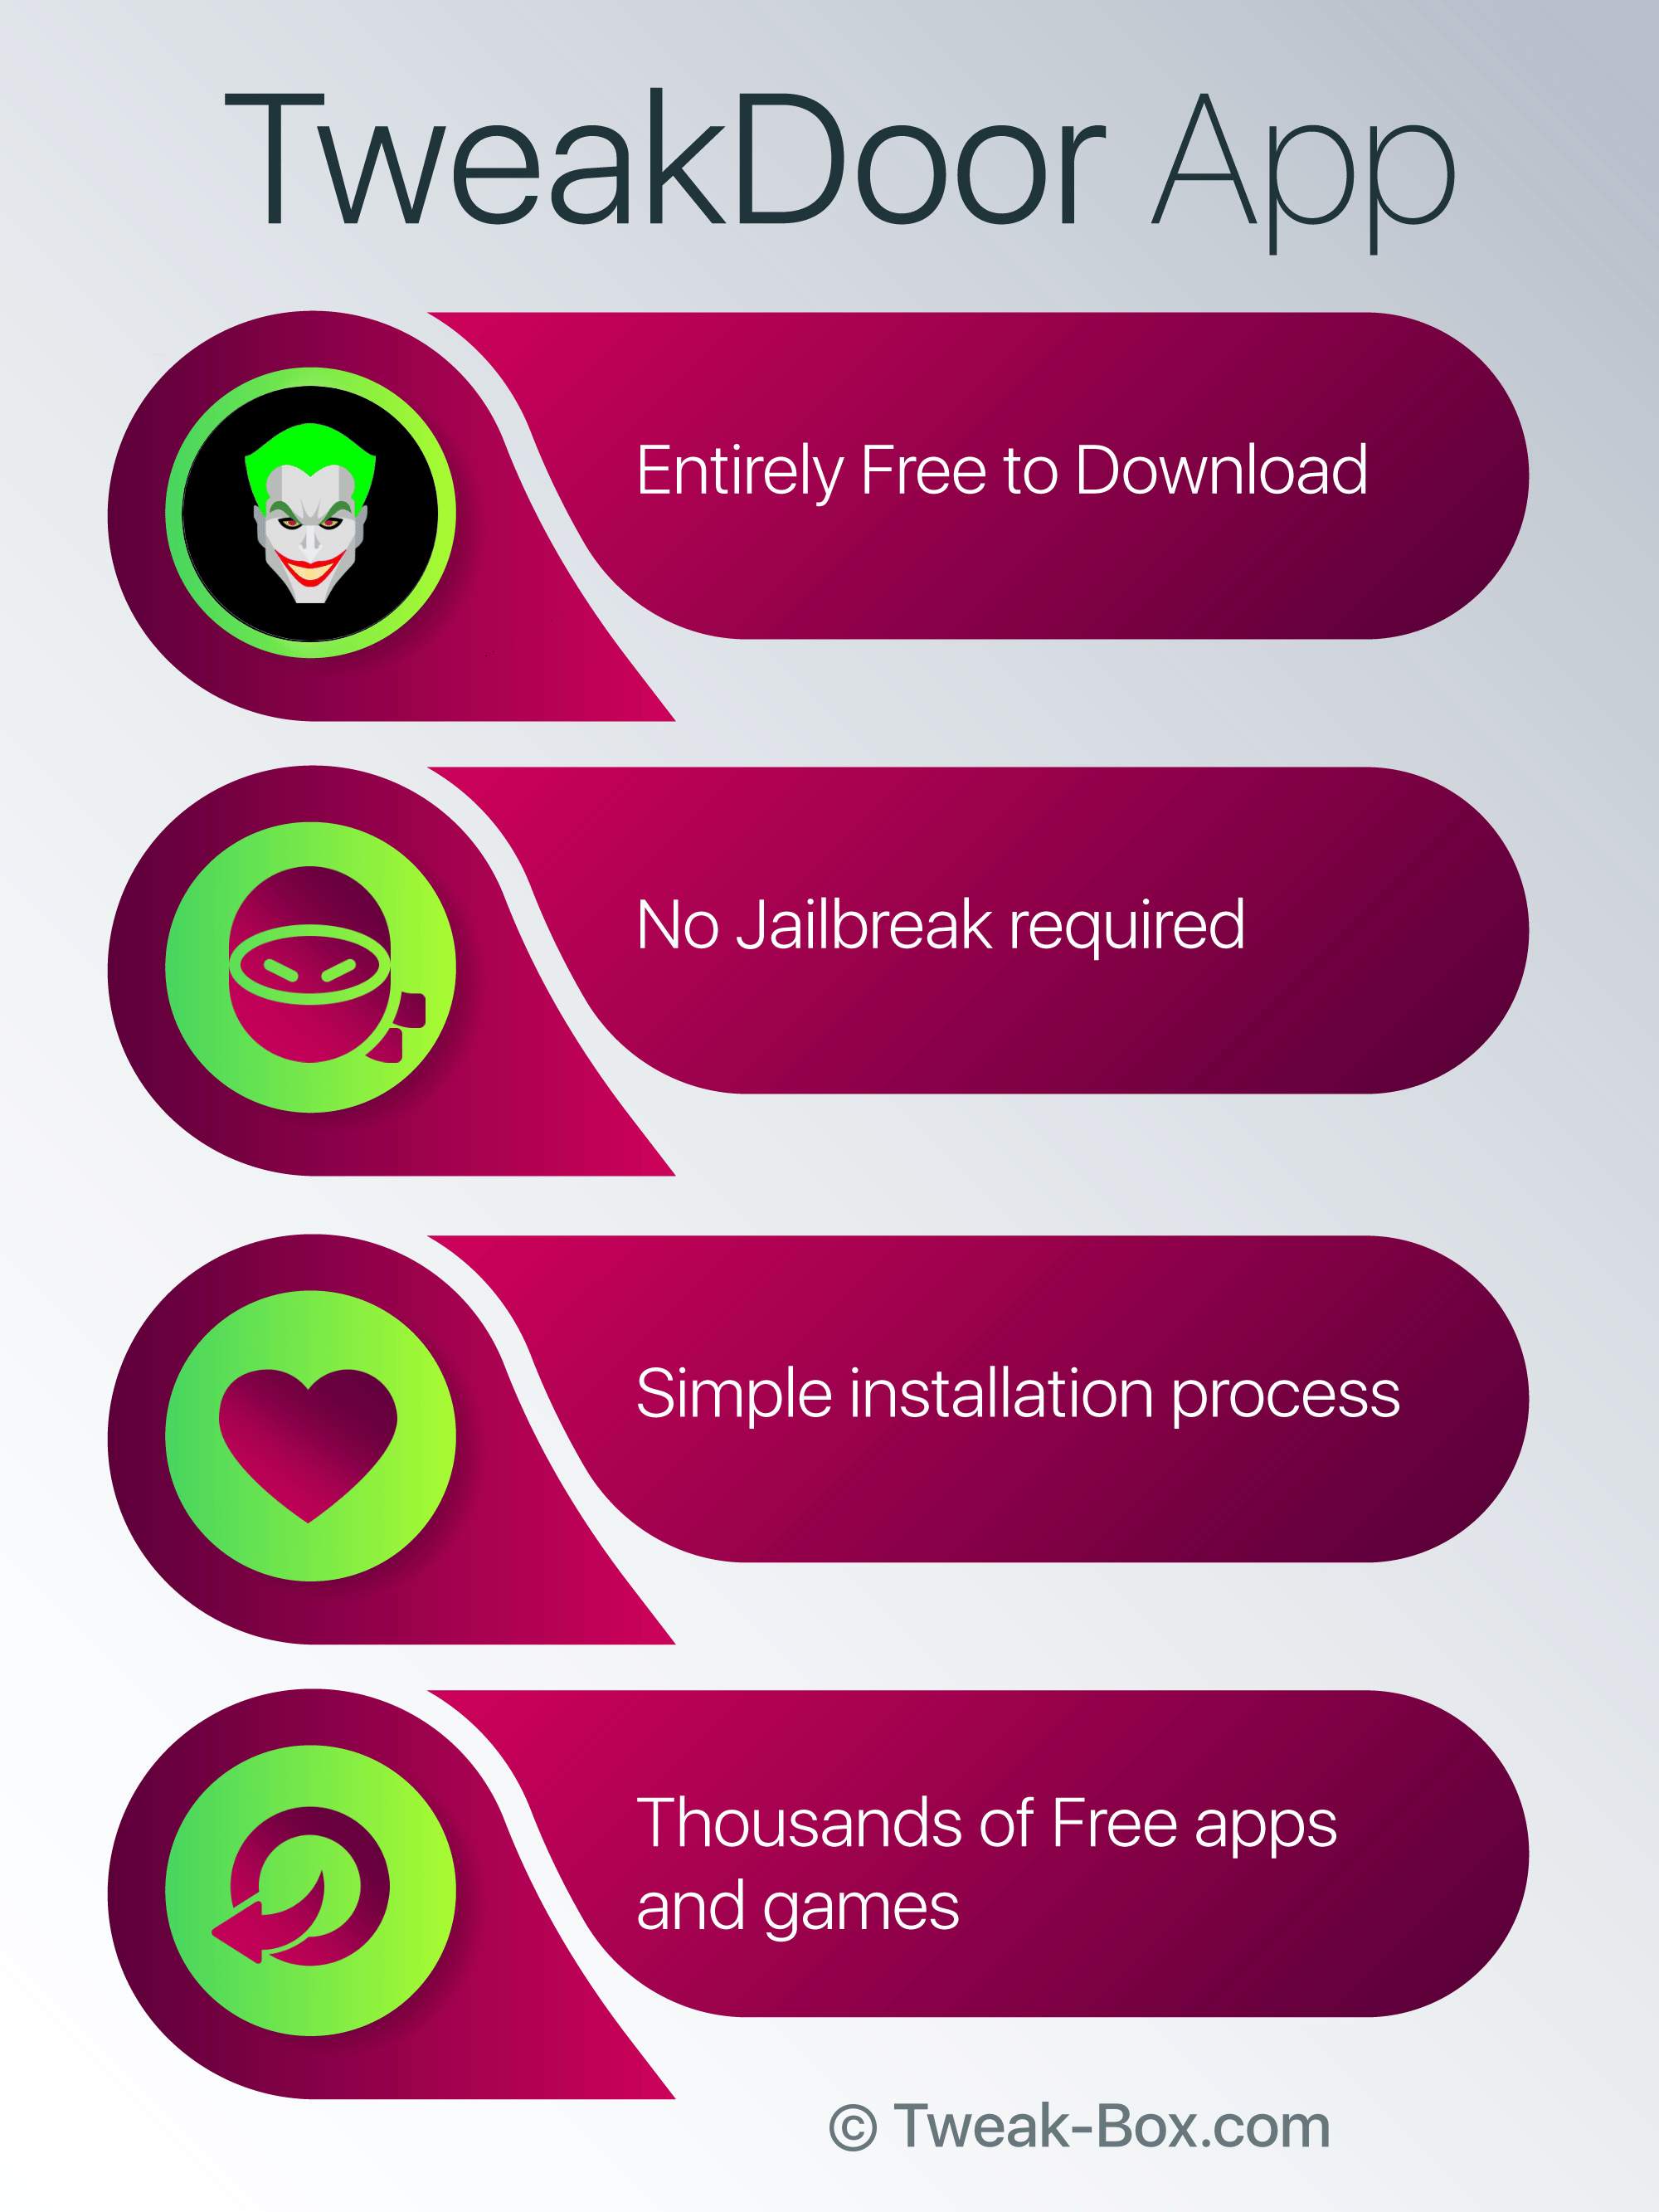 TweakDoor App
Entirely Free to Download
No Jailbreak required
Simple installation process
Thousands of Free apps
and games
© Tweak-Box.com